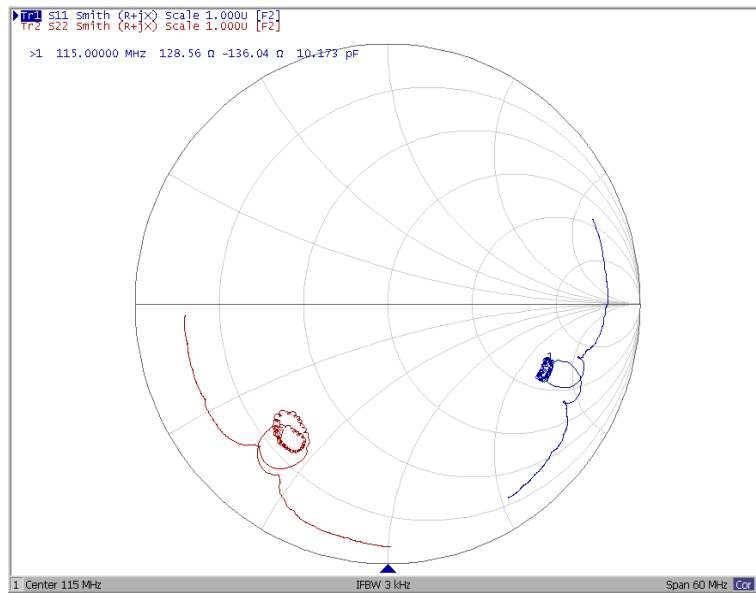 Tr1 S11 Smith (R+jX) Scale 1.000U [F2]
Tr2 S22 Smith (R+jX) Scale 1.000U [F2]
>1 115.00000 MHz 128.56 Ω -136.04 Ω 10.173 pF
1 Center 115 MHz IFBW 3 kHz Span 60 MHz Cor